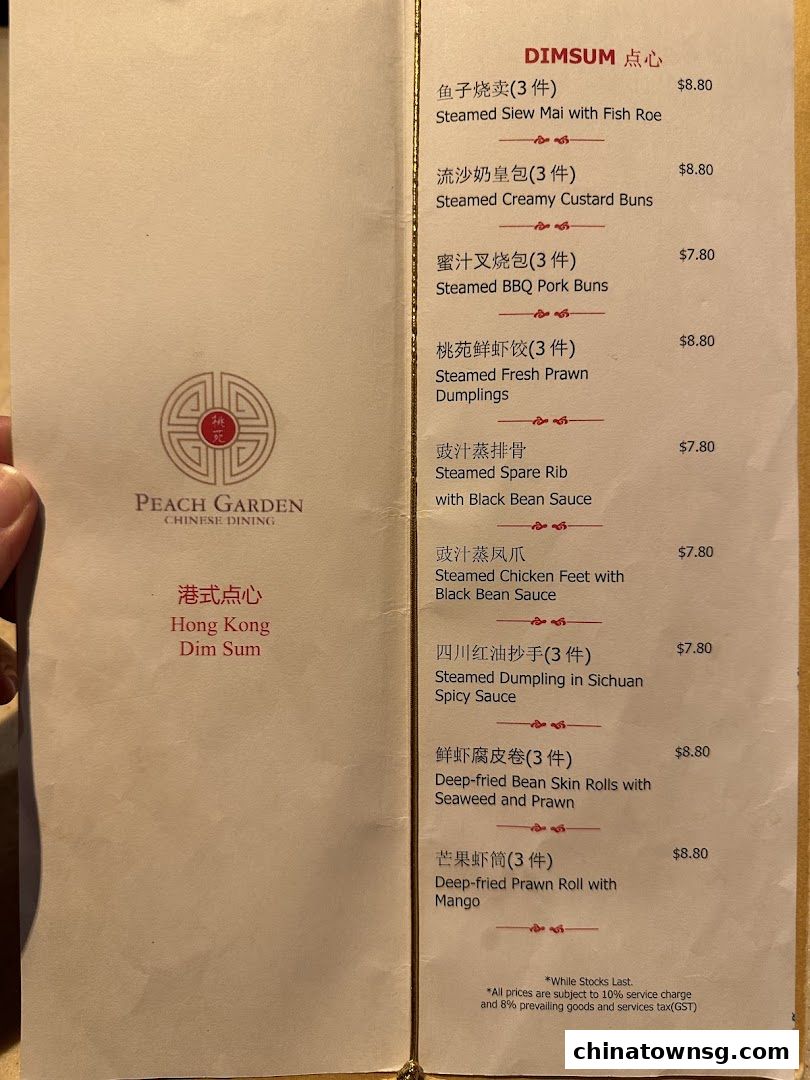 桃
苑
PEACH GARDEN
CHINESE DINING
港式点心
Hong Kong
Dim Sum
DIMSUM 点心
鱼子烧卖(3 件) $8.80
Steamed Siew Mai with Fish Roe
流沙奶皇包(3 件) $8.80
Steamed Creamy Custard Buns
蜜汁叉烧包(3 件) $7.80
Steamed BBQ Pork Buns
桃苑鲜虾饺(3 件) $8.80
Steamed Fresh Prawn
Dumplings
豉汁蒸排骨 $7.80
Steamed Spare Rib
with Black Bean Sauce
豉汁蒸凤爪 $7.80
Steamed Chicken Feet with
Black Bean Sauce
四川红油抄手(3 件) $7.80
Steamed Dumpling in Sichuan
Spicy Sauce
鲜虾腐皮卷(3 件) $8.80
Deep-fried Bean Skin Rolls with
Seaweed and Prawn
芒果虾筒(3 件) $8.80
Deep-fried Prawn Roll with
Mango
*While Stocks Last.
*All prices are subject to 10% service charge
and 8% prevailing goods and services tax(GST)
chinatownsg.com